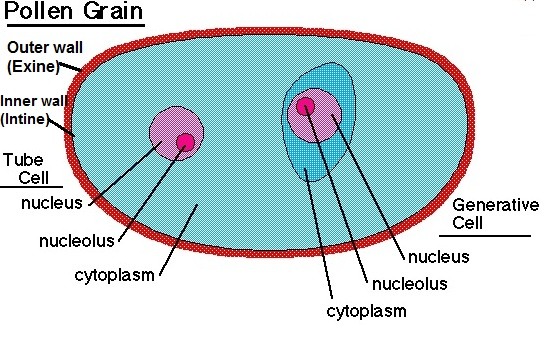 Pollen Grain
Outer wall
(Exine)
Inner wall
(Intine)
Tube
Cell
nucleus
nucleolus
cytoplasm
Generative
Cell
nucleus
nucleolus
cytoplasm